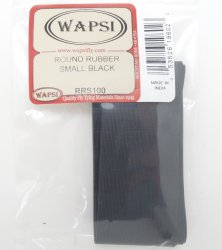 WAPSI
www.wapsifly.com
ROUND RUBBER
SMALL BLACK
RRS100
WAPSI
Quality Fly Tying Materials Since 1945
WAPSI
MADE IN
INDIA